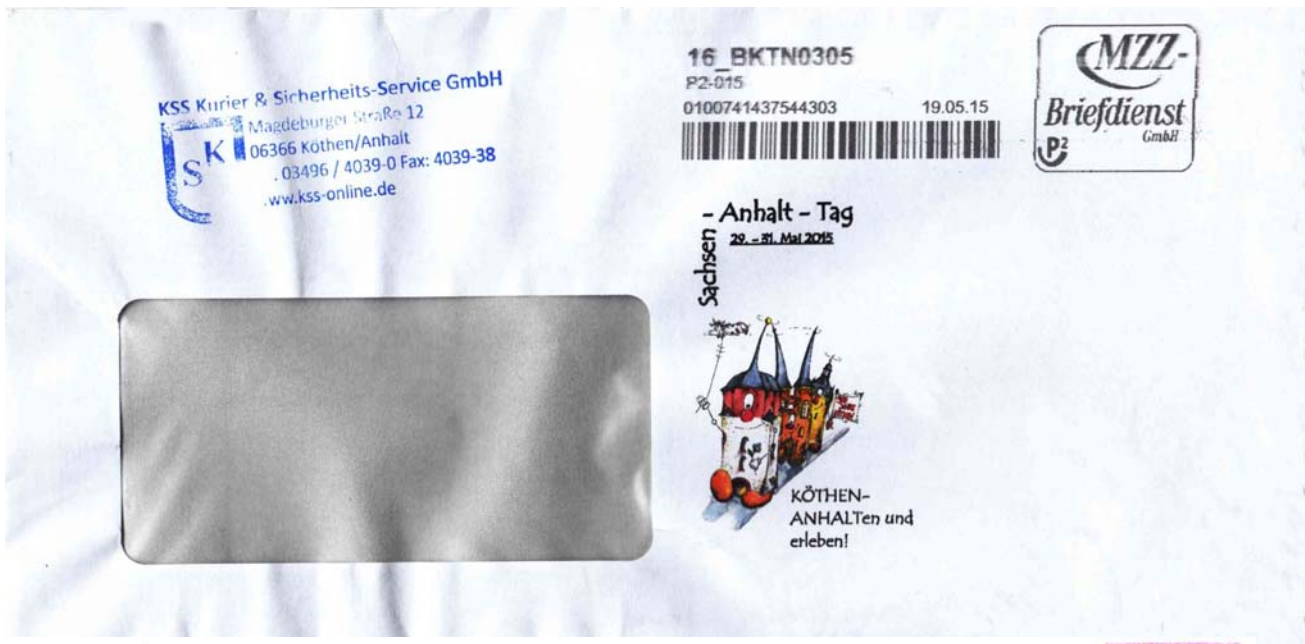 KSS Kurier & Sicherheits-Service GmbH
Magdeburger Straße 12
06366 Köthen/Anhalt
. 03496 / 4039-0 Fax: 4039-38
.ww.kss-online.de
SK
16_BKTN0305
P2-015
0100741437544303 19.05.15
MZZ-
Briefdienst
GmbH
P2
Sachsen
- Anhalt - Tag
29. - 31. Mai 2015
KÖTHEN-
ANHALTen und
erleben!